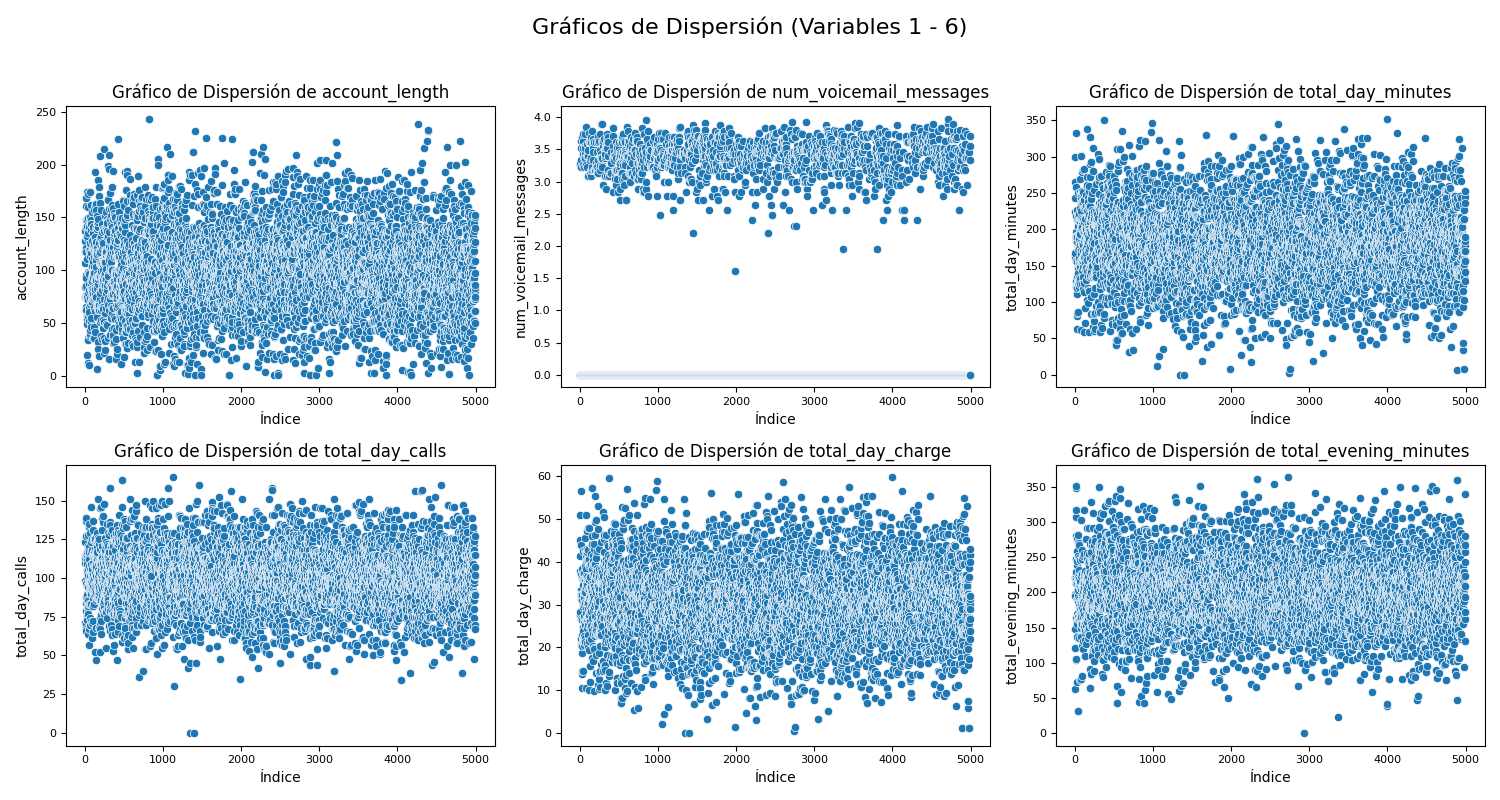 Gráficos de Dispersión (Variables 1 - 6)
Gráfico de Dispersión de account_length
account_length
250
200
150
100
50
0
0 1000 2000 3000 4000 5000
Índice
Gráfico de Dispersión de num_voicemail_messages
num_voicemail_messages
4.0
3.5
3.0
2.5
2.0
1.5
1.0
0.5
0.0
0 1000 2000 3000 4000 5000
Índice
Gráfico de Dispersión de total_day_minutes
total_day_minutes
350
300
250
200
150
100
50
0
0 1000 2000 3000 4000 5000
Índice
Gráfico de Dispersión de total_day_calls
total_day_calls
150
125
100
75
50
25
0
0 1000 2000 3000 4000 5000
Índice
Gráfico de Dispersión de total_day_charge
total_day_charge
60
50
40
30
20
10
0
0 1000 2000 3000 4000 5000
Índice
Gráfico de Dispersión de total_evening_minutes
total_evening_minutes
350
300
250
200
150
100
50
0
0 1000 2000 3000 4000 5000
Índice